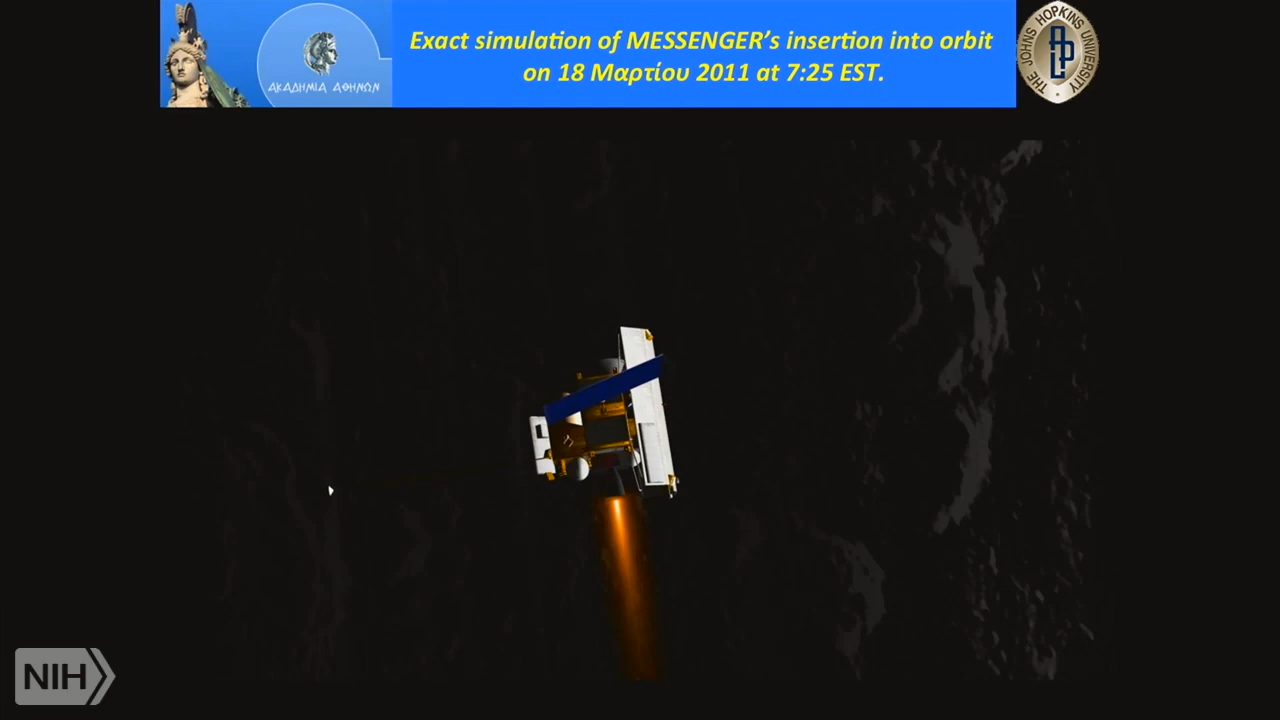 Exact simulation of MESSENGER's insertion into orbit
on 18 Μαρτίου 2011 at 7:25 EST.
ΑΚΑΔΗΜΙΑ ΑΘΗΝΩΝ
THE JOHNS HOPKINS UNIVERSITY
APL
NIH